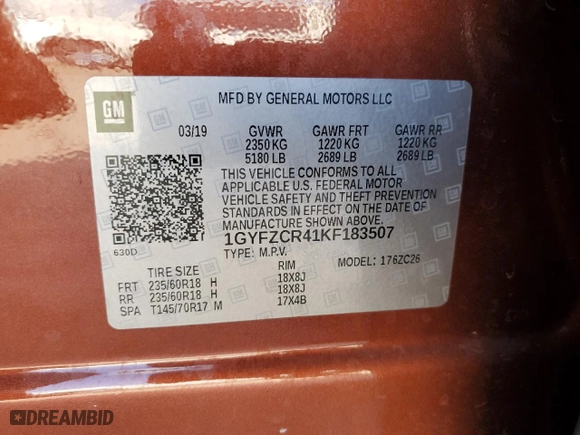 GM
MFD BY GENERAL MOTORS LLC
03/19 GVWR GAWR FRT GAWR RR
2350 KG 1220 KG 1220 KG
5180 LB 2689 LB 2689 LB
THIS VEHICLE CONFORMS TO ALL
APPLICABLE U.S. FEDERAL MOTOR
VEHICLE SAFETY AND THEFT PREVENTION
STANDARDS IN EFFECT ON THE DATE OF
MANUFACTURE SHOWN ABOVE.
1GYFZCR41KF183507
630D
TYPE: M.P.V. MODEL: 176ZC26
TIRE SIZE RIM
FRT 235/60R18 H 18X8J
RR 235/60R18 H 18X8J
SPA T145/70R17 M 17X4B
DREAMBID